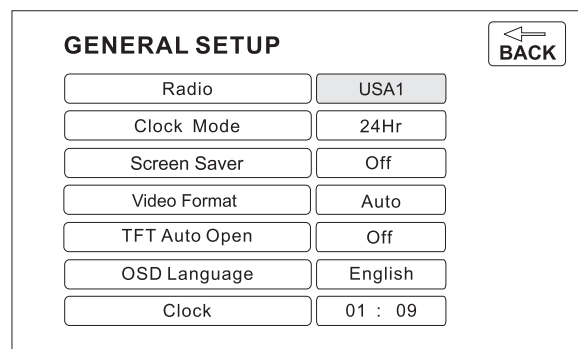 GENERAL SETUP
BACK
Radio USA1
Clock Mode 24Hr
Screen Saver Off
Video Format Auto
TFT Auto Open Off
OSD Language English
Clock 01 : 09